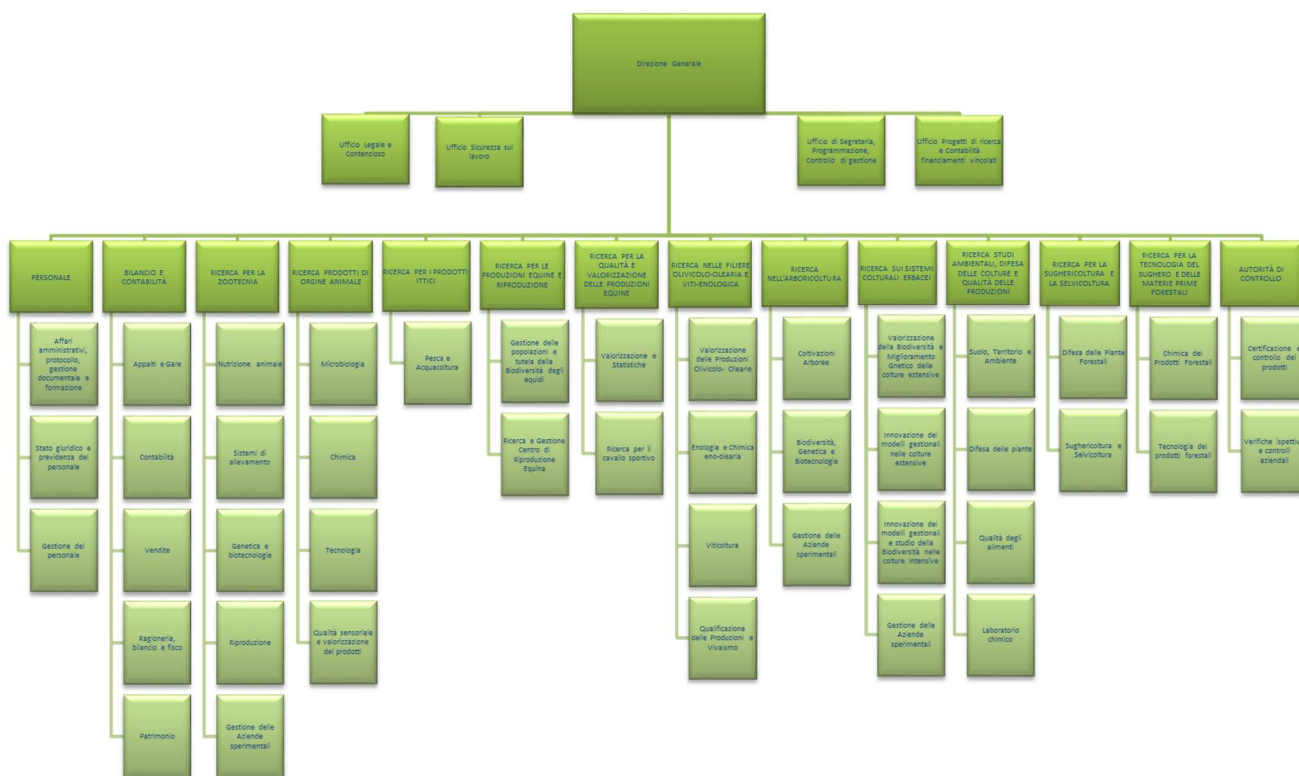 Direzione Generale
Ufficio Legale e
Contenzioso
Ufficio Sicurezza sul
lavoro
Ufficio di Segreteria,
Programmazione,
Controllo di gestione
Ufficio Progetti di ricerca
e Contabilità
finanziamenti vincolati
PERSONALE
BILANCIO E
CONTABILITÀ
RICERCA PER LA
ZOOTECNIA
RICERCA PRODOTTI DI
ORIGINE ANIMALE
RICERCA PER I PRODOTTI
ITTICI
RICERCA PER LE
PRODUZIONI EQUINE E
RIPRODUZIONE
RICERCA PER LA
QUALITÀ E
VALORIZZAZIONE
DELLE PRODUZIONI
EQUINE
RICERCA NELLE FILIERE
OLIVICOLO-OLEARIA E
VITI-ENOLOGICA
RICERCA
NELL'ARBORICOLTURA
RICERCA SUI SISTEMI
COLTURALI ERBACEI
RICERCA STUDI
AMBIENTALI, DIFESA
DELLE COLTURE E
QUALITÀ DELLE
PRODUZIONI
RICERCA PER LA
SUGHERICOLTURA E
LA SELVICOLTURA
RICERCA PER LA
TECNOLOGIA DEL
SUGHERO E DELLE
MATERIE PRIME
FORESTALI
AUTORITÀ DI
CONTROLLO
Affari
amministrativi,
protocollo,
gestione
documentale e
formazione
Stato giuridico e
previdenza del
personale
Gestione del
personale
Appalti e Gare
Contabilità
Vendite
Ragioneria,
bilancio e fisco
Patrimonio
Nutrizione animale
Sistemi di
allevamento
Genetica e
biotecnologie
Riproduzione
Gestione delle
Aziende
sperimentali
Microbiologia
Chimica
Tecnologia
Qualità sensoriale
e valorizzazione
dei prodotti
Pesca e
Acquacoltura
Gestione delle
popolazioni e
tutela della
Biodiversità degli
equidi
Ricerca e Gestione
Centro di
Riproduzione
Equina
Valorizzazione e
Statistiche
Ricerca per il
cavallo sportivo
Valorizzazione
delle Produzioni
Olivicolo- Olearie
Enologia e Chimica
eno-olearia
Viticoltura
Qualificazione
delle Produzioni e
Vivaismo
Coltivazioni
Arboree
Biodiversità,
Genetica e
Biotecnologie
Gestione delle
Aziende
sperimentali
Valorizzazione
della Biodiversità e
Miglioramento
Gnetico delle
colture estensive
Innovazione dei
modelli gestionali
nelle colture
estensive
Innovazione dei
modelli gestionali
e studio della
Biodiversità nelle
colture intensive
Gestione delle
Aziende
sperimentali
Suolo, Territorio e
Ambiente
Difesa delle piante
Qualità degli
alimenti
Laboratorio
chimico
Difesa delle Piante
Forestali
Sughericoltura e
Selvicoltura
Chimica dei
Prodotti Forestali
Tecnologia dei
prodotti forestali
Certificazione e
controllo dei
prodotti
Verifiche ispettive
e controlli
aziendali